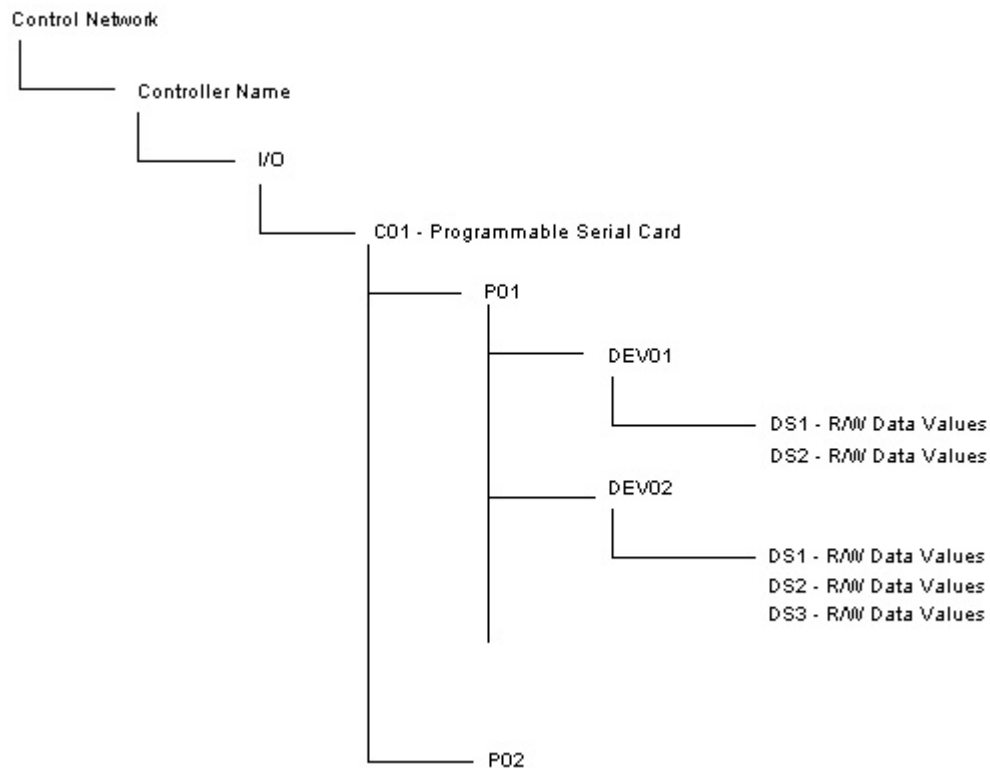 Control Network
Controller Name
I/O
C01 - Programmable Serial Card
P01
DEV01
DS1 - R/W Data Values
DS2 - R/W Data Values
DEV02
DS1 - R/W Data Values
DS2 - R/W Data Values
DS3 - R/W Data Values
P02